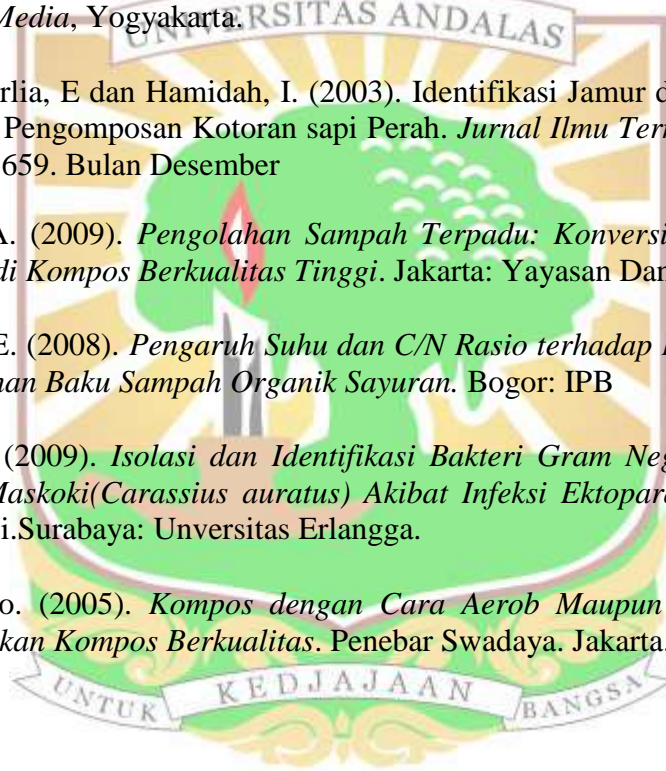 Media, Yogyakarta.
UNIVERSITAS ANDALAS
rlia, E dan Hamidah, I. (2003). Identifikasi Jamur d
Pengomposan Kotoran sapi Perah. Jurnal Ilmu Ter
659. Bulan Desember
A. (2009). Pengolahan Sampah Terpadu: Konversi
di Kompos Berkualitas Tinggi. Jakarta: Yayasan Dan
E. (2008). Pengaruh Suhu dan C/N Rasio terhadap
han Baku Sampah Organik Sayuran. Bogor: IPB
(2009). Isolasi dan Identifikasi Bakteri Gram Neg
Maskoki(Carassius auratus) Akibat Infeksi Ektopara
i.Surabaya: Unversitas Erlangga.
o. (2005). Kompos dengan Cara Aerob Maupun
kan Kompos Berkualitas. Penebar Swadaya. Jakarta.
UNTUK KEDJAJAAN BANGSA